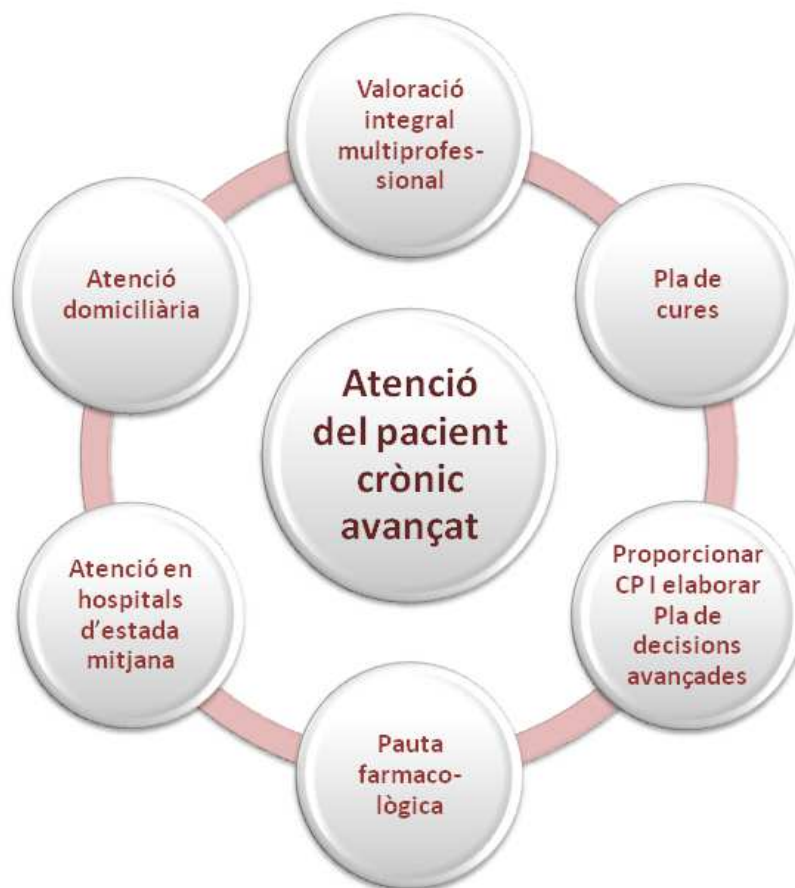 Valoració
integral
multiprofes-
sional
Pla de
cures
Proporcionar
CP I elaborar
Pla de
decisions
avançades
Pauta
farmaco-
lògica
Atenció en
hospitals
d'estada
mitjana
Atenció
domiciliària
Atenció
del pacient
crònic
avançat